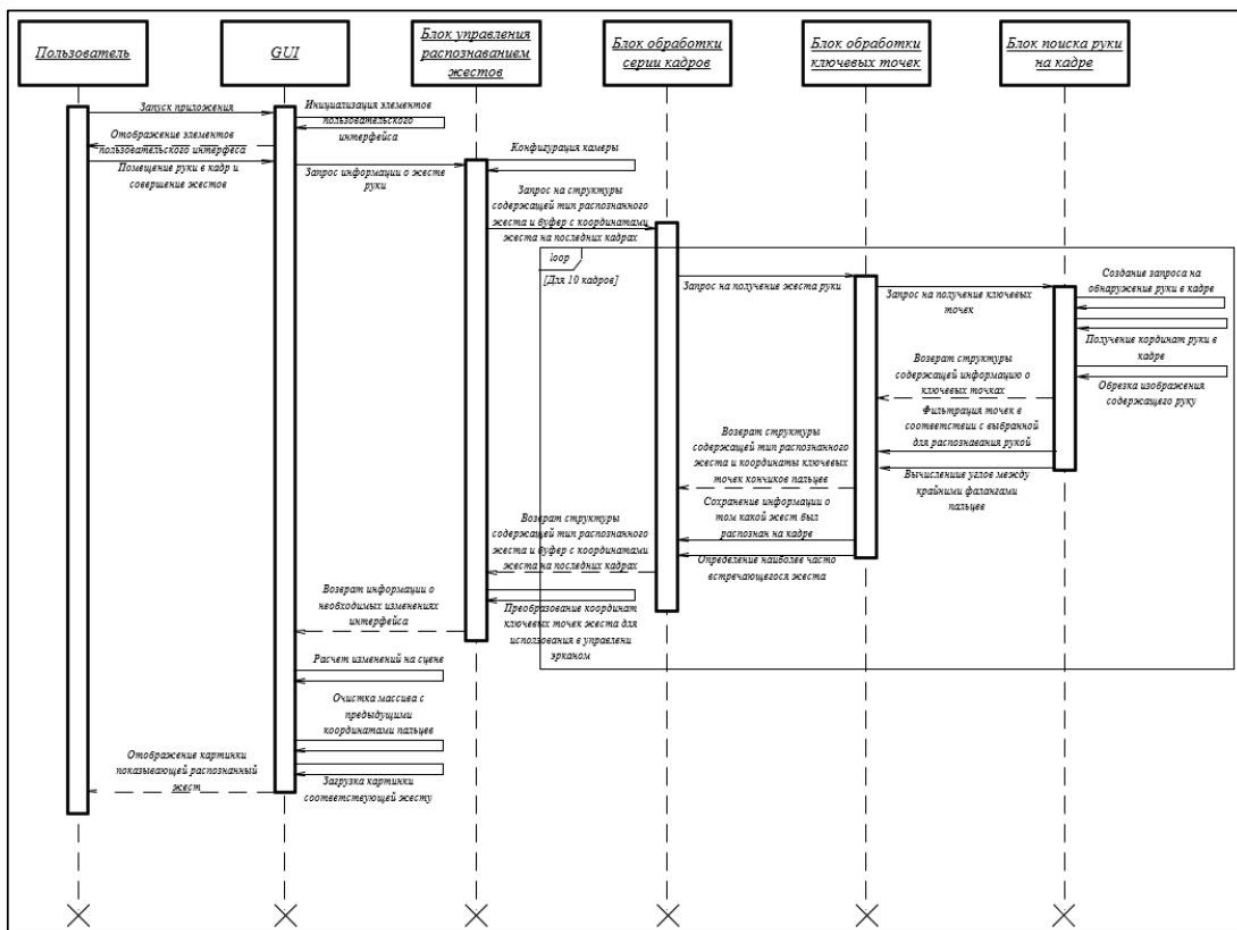 Пользователь
GUI
Блок управления
распознаванием
жестов
Блок обработки
серии кадров
Блок обработки
ключевых точек
Блок поиска руки
на кадре
Запуск приложения
Инициализация элементов
пользовательского
интерфейса
Отображение элементов
пользовательского интерфеса
Помещение руки в кадр и
совершение жестов
Запрос информации о жесте
руки
Конфигурация камеры
Запрос на структуры
содержащей тип распознанного
жеста и буфер с координатами
жеста на последних кадрах
loop
[Для 10 кадров]
Запрос на получение жеста руки
Запрос на получение ключевых
точек
Создание запроса на
обнаружение руки в кадре
Получение кординат руки в
кадре
Обрезка изображения
содержащего руку
Возврат структуры
содержащей информацию о
ключевых точках
Фильтрация точек в
соответствии с выбранной
для распознавания рукой
Вычисленише углов между
крайними фалангами
пальцев
Возврат структуры
содержащей тип распознанного
жеста и координаты ключевых
точек кончиков пальцев
Сохранение информации о
том какой жест был
распознан на кадре
Определение наиболее часто
встречающегося жеста
Возврат структуры
содержащей тип распознанного
жеста и буфер с координатами
жеста на последних кадрах
Преобразование координат
ключевых точек жеста для
использования в управлени
эрканом
Возврат информации о
необходимых изменениях
интерфейса
Расчет изменений на сцене
Очистка массива с
предыдущими
координатами пальцев
Загрузка картинки
соответствующей жесту
Отображение картинки
показывающей распознанный
жест